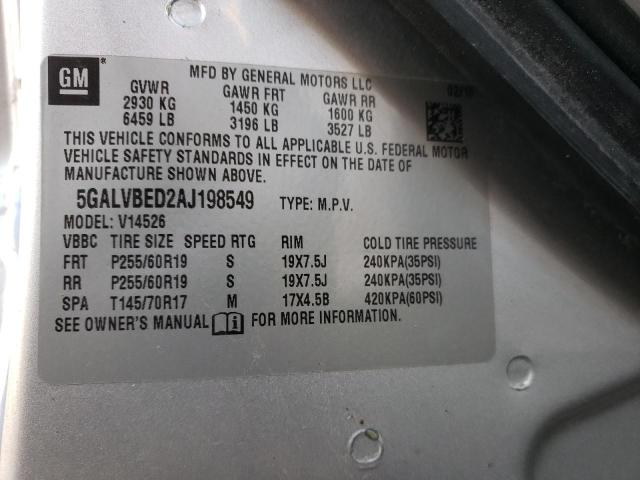 GM ®
MFD BY GENERAL MOTORS LLC
GVWR GAWR FRT GAWR RR
2930 KG 1450 KG 1600 KG
6459 LB 3196 LB 3527 LB
THIS VEHICLE CONFORMS TO ALL APPLICABLE U.S. FEDERAL MOTOR
VEHICLE SAFETY STANDARDS IN EFFECT ON THE DATE OF
MANUFACTURE SHOWN ABOVE.
5GALVBED2AJ198549 TYPE: M.P.V.
MODEL: V14526
VBBC TIRE SIZE SPEED RTG RIM COLD TIRE PRESSURE
FRT P255/60R19 S 19X7.5J 240KPA(35PSI)
RR P255/60R19 S 19X7.5J 240KPA(35PSI)
SPA T145/70R17 M 17X4.5B 420KPA(60PSI)
SEE OWNER'S MANUAL i FOR MORE INFORMATION.